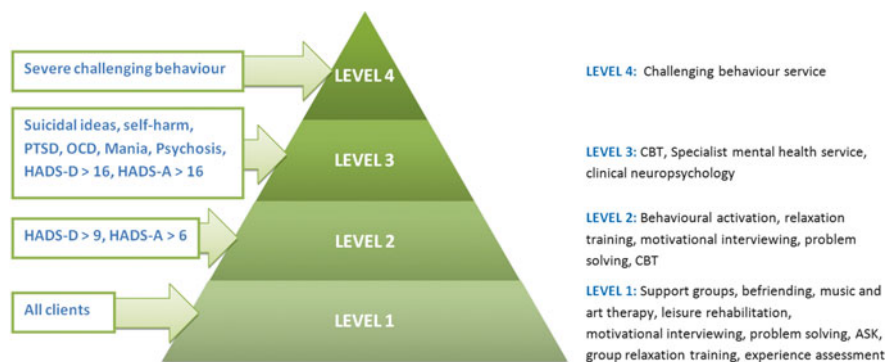 Severe challenging behaviour
LEVEL 4
LEVEL 4: Challenging behaviour service
Suicidal ideas, self-harm,
PTSD, OCD, Mania, Psychosis,
HADS-D > 16, HADS-A > 16
LEVEL 3
LEVEL 3: CBT, Specialist mental health service,
clinical neuropsychology
HADS-D > 9, HADS-A > 6
LEVEL 2
LEVEL 2: Behavioural activation, relaxation
training, motivational interviewing, problem
solving, CBT
All clients
LEVEL 1
LEVEL 1: Support groups, befriending, music and
art therapy, leisure rehabilitation,
motivational interviewing, problem solving, ASK,
group relaxation training, experience assessment